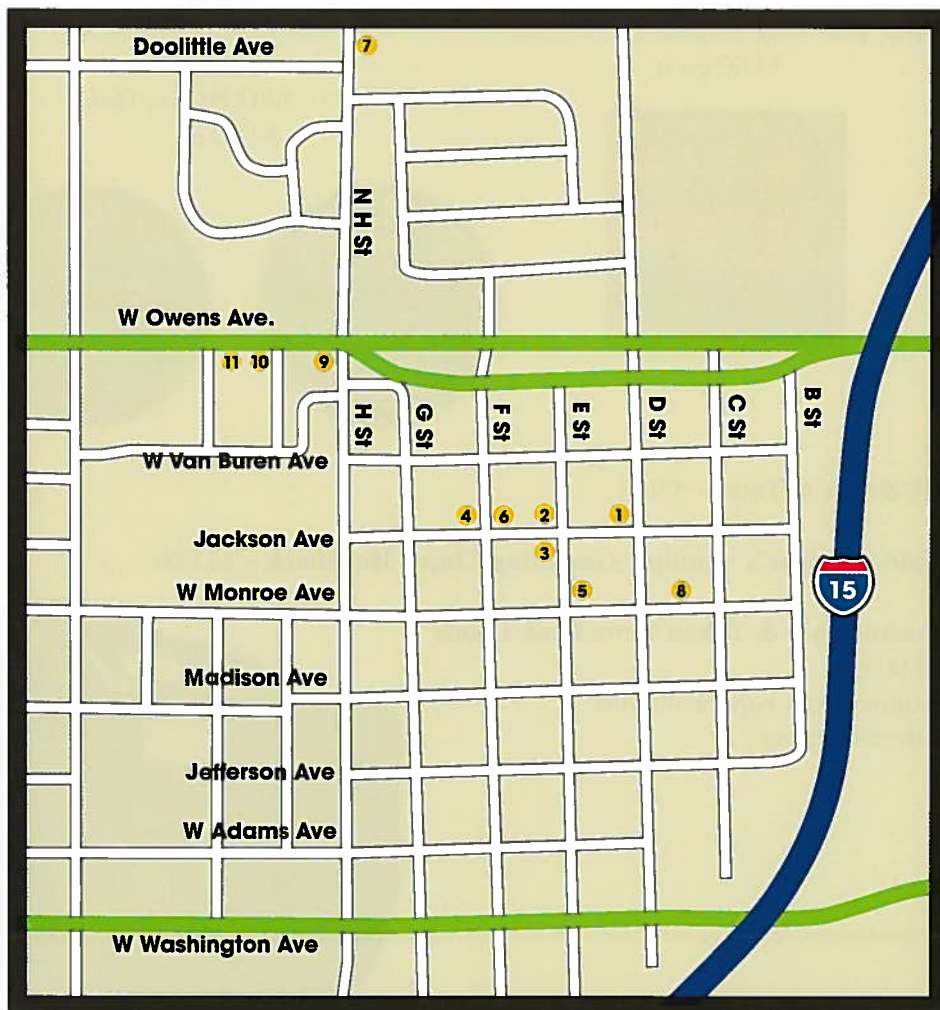 Doolittle Ave
7
N H St
W Owens Ave.
11
10
9
H St
G St
F St
E St
D St
C St
B St
W Van Buren Ave
4
6
2
1
Jackson Ave
3
15
W Monroe Ave
5
8
Madison Ave
Jefferson Ave
W Adams Ave
W Washington Ave